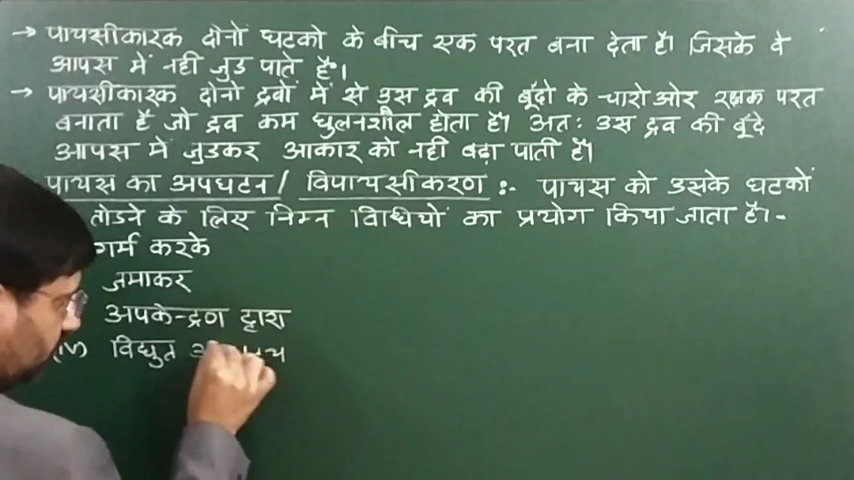 → पायसीकारक दोनों घटको के बीच एक परत बना देता है। जिसके वे
आपस में नही जुड पाते है।
→ पायसीकारक दोनो द्रवों में से उस द्रव की बूँदो के चारो ओर रक्षक परत
बनाता है जो द्रव कम घुलनशील होता है। अतः उस द्रव की बूँदे
आपस मे जुडकर आकार को नही बढ़ा पाती है।
पायस का अपघटन / विपायसीकरण :- पायस को उसके घटकों
तोडने के लिए निम्न विधियों का प्रयोग किया जाता है।-
गर्म करके
जमाकर
अपकेन्द्रण द्वारा
(iv) विद्युत